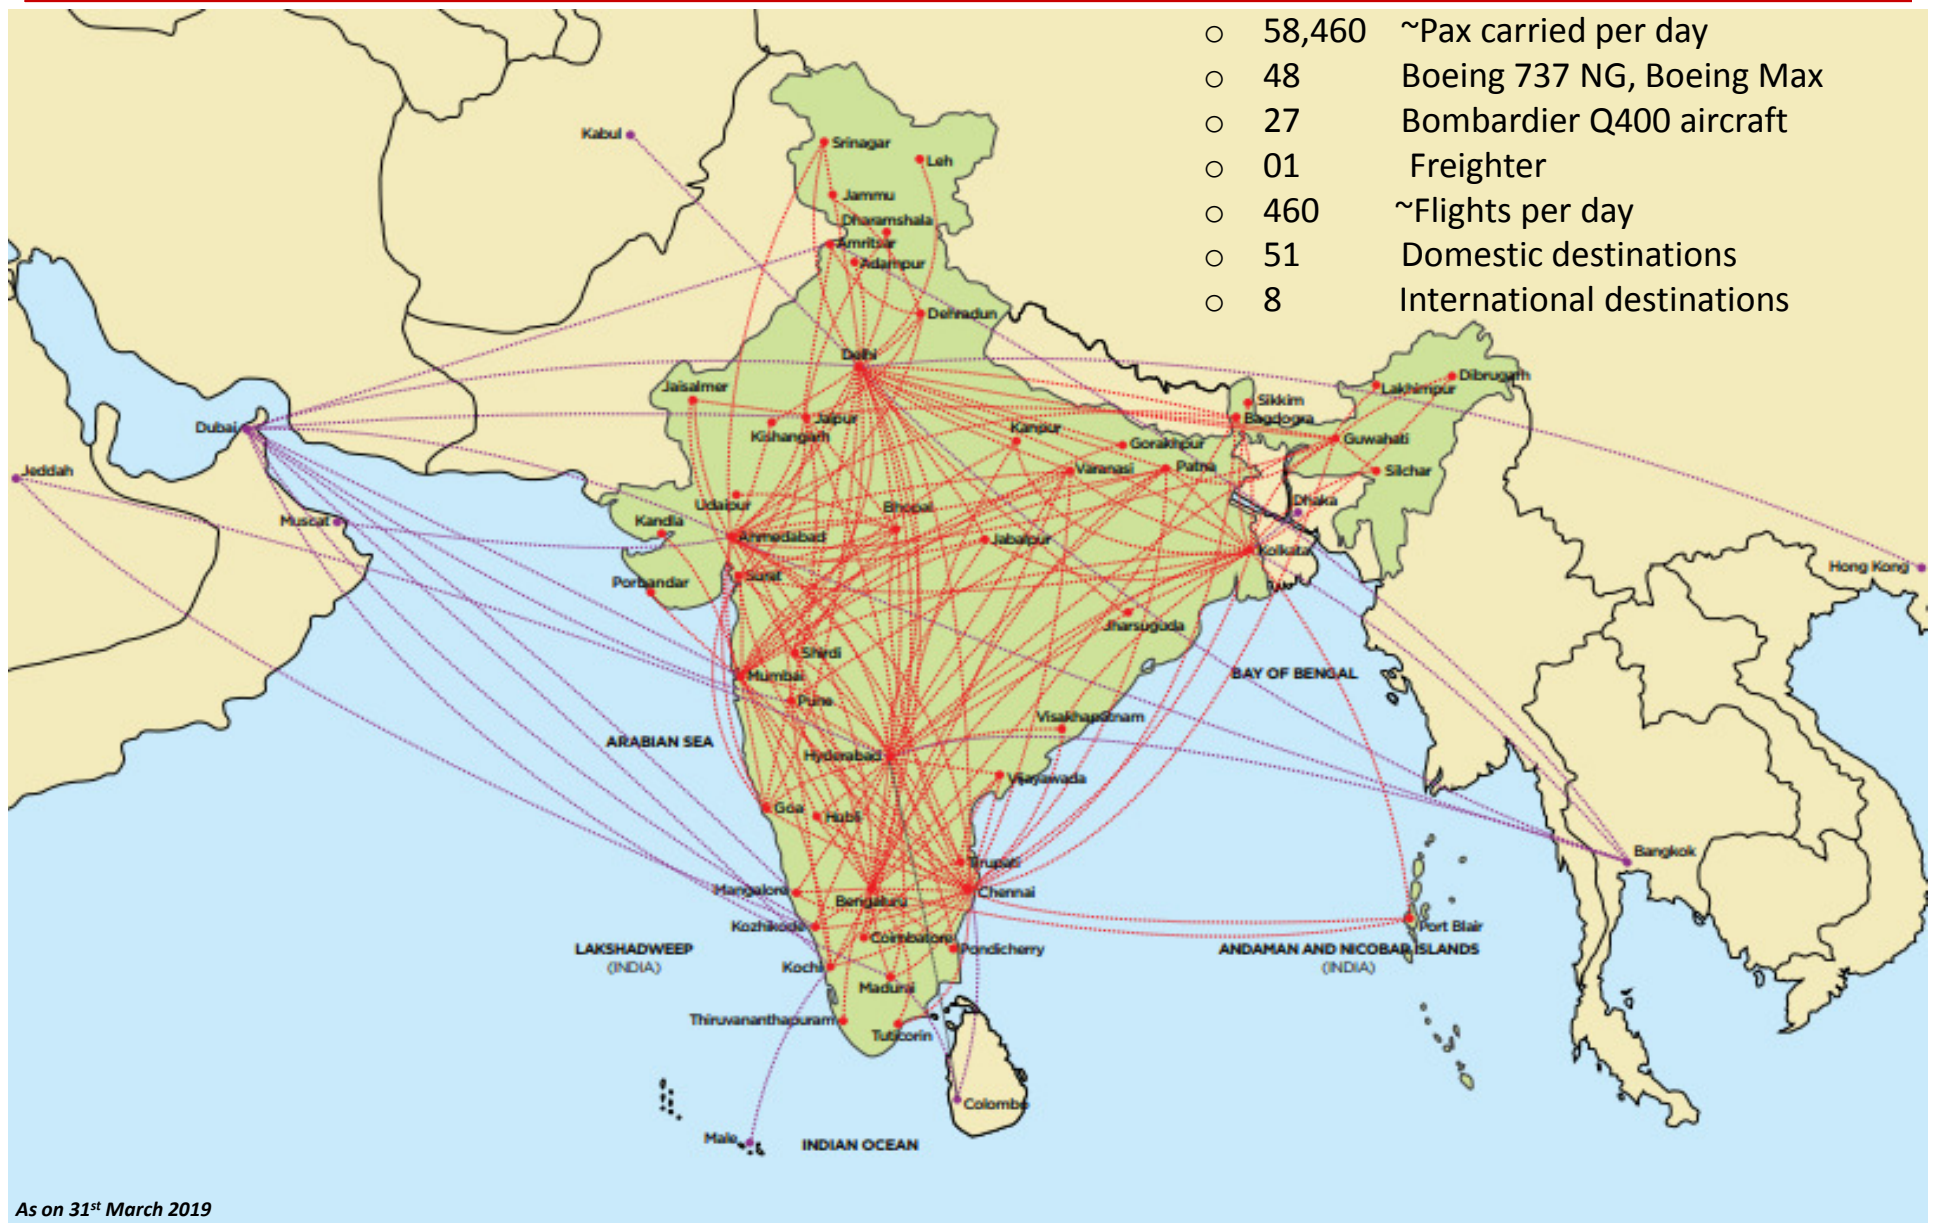 58,460 ~Pax carried per day
48 Boeing 737 NG, Boeing Max
27 Bombardier Q400 aircraft
01 Freighter
460 ~Flights per day
51 Domestic destinations
8 International destinations
Kabul
Srinagar
Leh
Jammu
Dharamshala
Amritsar
Adampur
Dehradun
Delhi
Jaisalmer
Lakhimpur
Dibrugarh
Sikkim
Bagdogra
Jaipur
Kishangarh
Kanpur
Gorakhpur
Guwahati
Dubai
Jeddah
Varanasi
Patna
Silchar
Udaipur
Bhopal
Dhaka
Muscat
Kandla
Ahmedabad
Jabalpur
Kolkata
Hong Kong
Porbandar
Surat
Jharsuguda
Shirdi
Mumbai
BAY OF BENGAL
Pune
Visakhapatnam
ARABIAN SEA
Hyderabad
Vijayawada
Goa
Hubli
Bangkok
Tirupati
Mangalore
Chennai
Bengaluru
Kozhikode
Port Blair
Coimbatore
LAKSHADWEEP
(INDIA)
Pondicherry
ANDAMAN AND NICOBAR ISLANDS
(INDIA)
Kochi
Madurai
Thiruvananthapuram
Tuticorin
Colombo
Male
INDIAN OCEAN
As on 31st March 2019